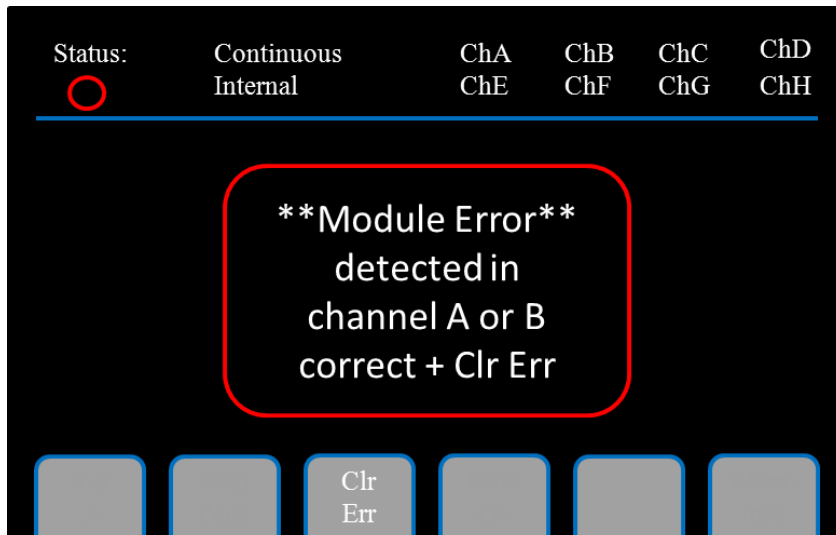 Status: Continuous ChA ChB ChC ChD
Internal ChE ChF ChG ChH
**Module Error**
detected in
channel A or B
correct + Clr Err
Clr
Err